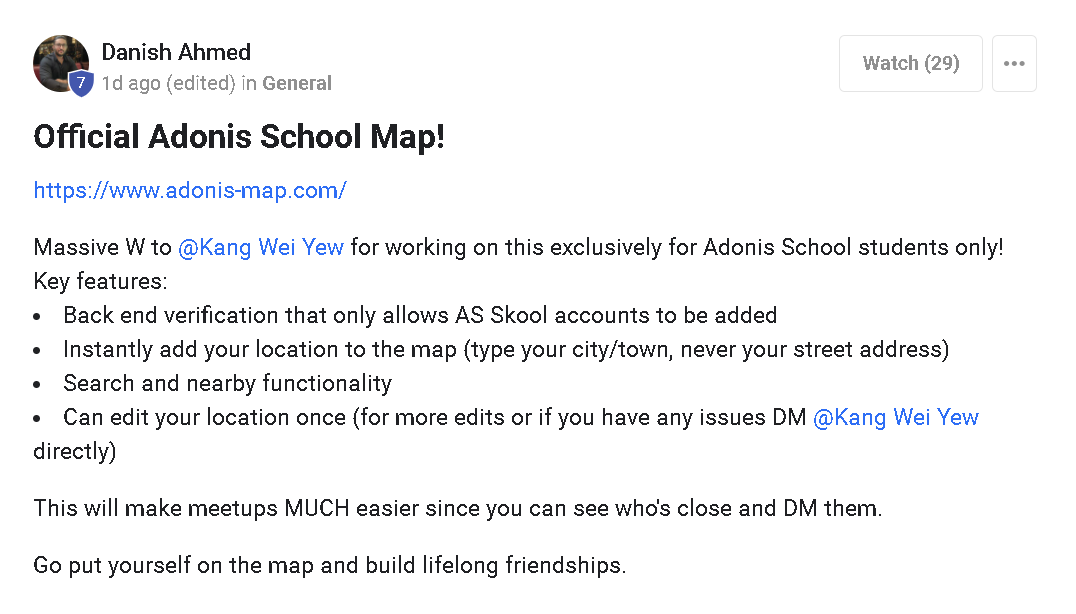 Danish Ahmed
7
1d ago (edited) in General
Watch (29)
Official Adonis School Map!
https://www.adonis-map.com/
Massive W to @Kang Wei Yew for working on this exclusively for Adonis School students only!
Key features:
• Back end verification that only allows AS Skool accounts to be added
• Instantly add your location to the map (type your city/town, never your street address)
• Search and nearby functionality
• Can edit your location once (for more edits or if you have any issues DM @Kang Wei Yew
directly)
This will make meetups MUCH easier since you can see who's close and DM them.
Go put yourself on the map and build lifelong friendships.